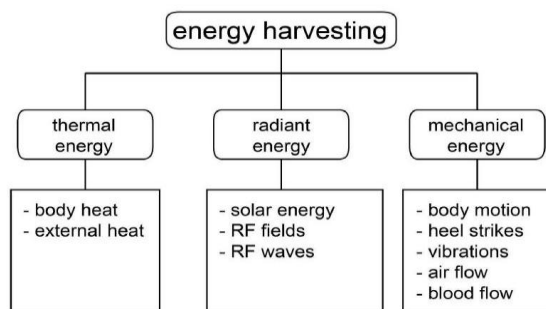 energy harvesting
thermal
energy
radiant
energy
mechanical
energy
- body heat
- external heat
- solar energy
- RF fields
- RF waves
- body motion
- heel strikes
- vibrations
- air flow
- blood flow